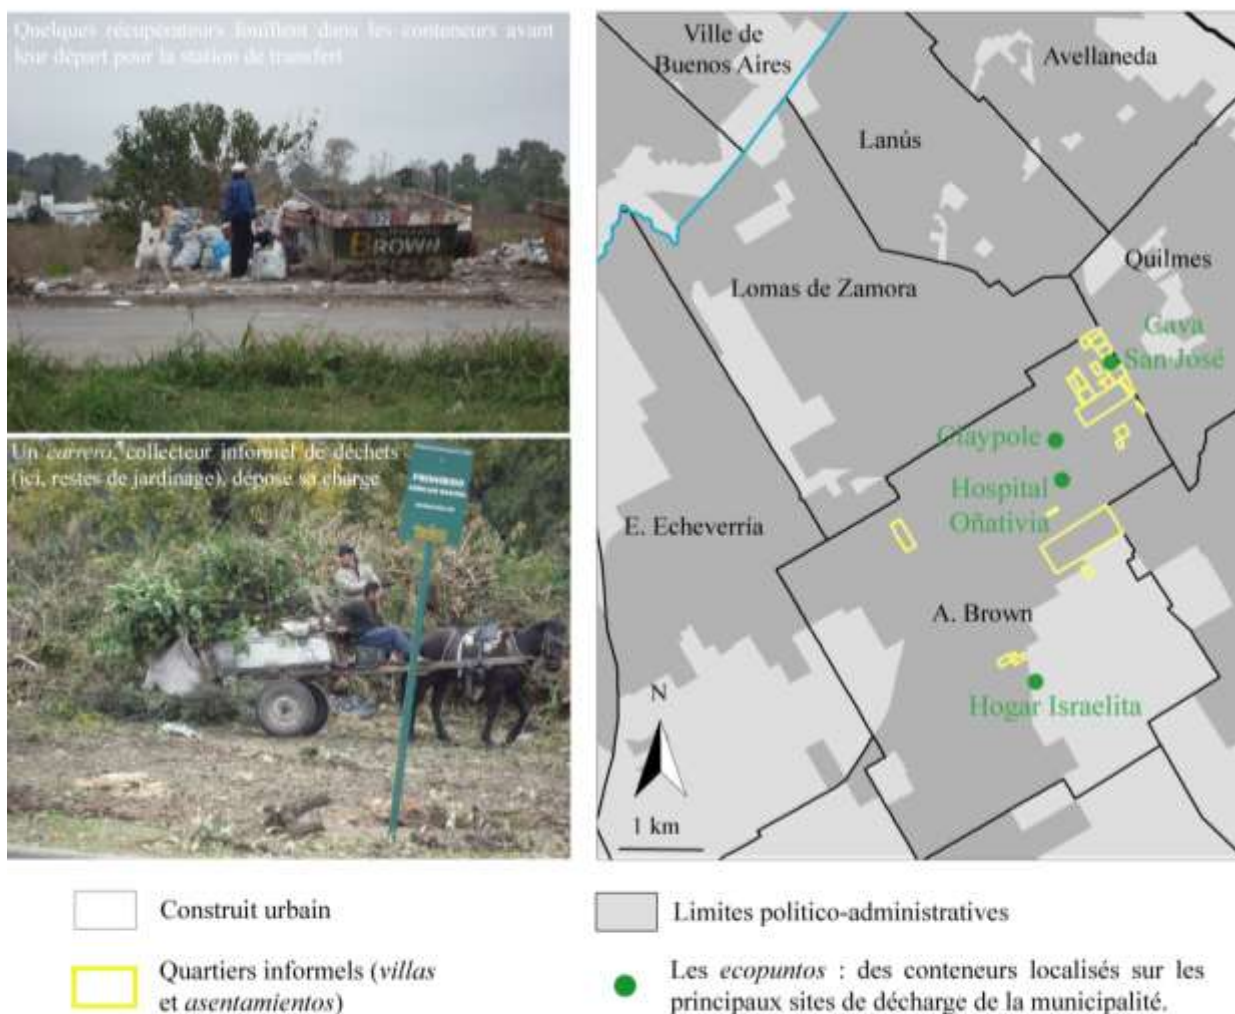 Quelques récupérateurs fouillent dans les conteneurs avant
leur départ pour la station de transfert
BROWN
Un carrero, collecteur informel de déchets
(ici, restes de jardinage), dépose sa charge
PROHIBIDO
Ville de
Buenos Aires
Avellaneda
Lanús
Quilmes
Lomas de Zamora
Cava
San José
Claypole
Hospital
Oñativia
E. Echeverría
A. Brown
Hogar Israelita
N
1 km
Construit urbain
Limites politico-administratives
Quartiers informels (villas
et asentamientos)
Les ecopuntos : des conteneurs localisés sur les
principaux sites de décharge de la municipalité.